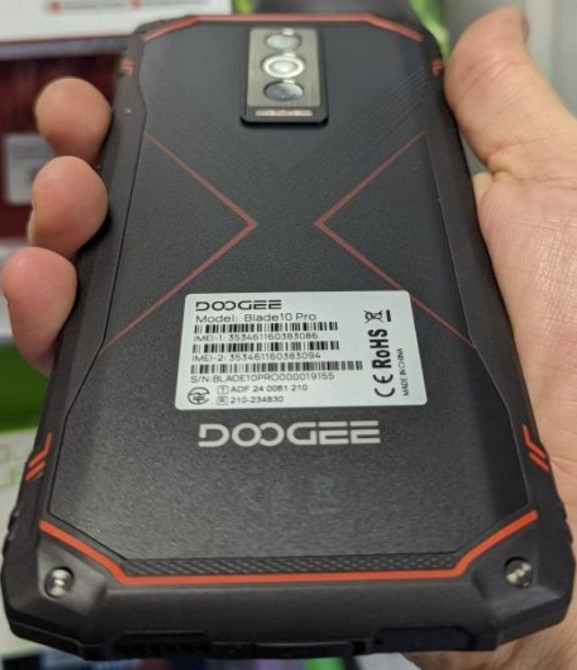 DOOGEE
Model: Blade10 Pro
IMEI-1: 353461160383086
IMEI-2: 353461160383094
S/N:BLADE10PRO000019155
T ADF 24 0061 210
R 210-234830
CE RoHS
MADE IN CHINA
DOOGEE